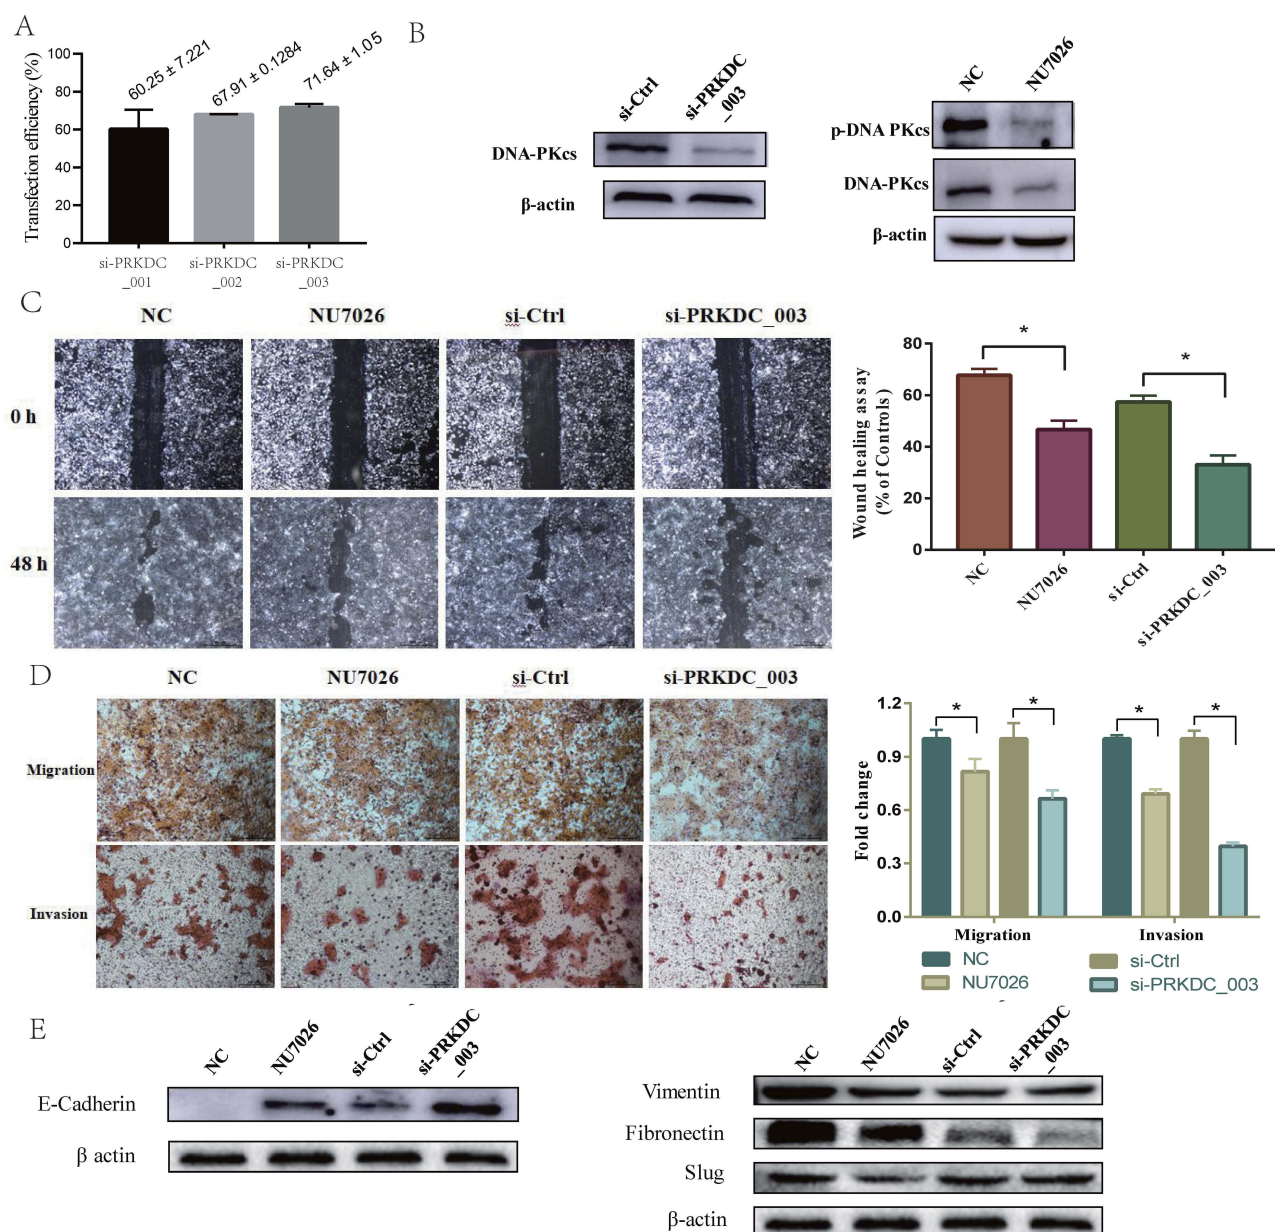 A
Transfection efficiency (%)
100
80
60
40
20
0
60.25 ± 7.221
67.91 ± 0.1284
71.64 ± 1.05
si-PRKDC
_001
si-PRKDC
_002
si-PRKDC
_003
B
si-Ctrl
si-PRKDC
_003
DNA-PKcs
β-actin
NC
NU7026
p-DNA PKcs
DNA-PKcs
β-actin
C
NC
NU7026
si-Ctrl
si-PRKDC_003
0 h
48 h
Wound healing assay
(% of Controls)
80
60
40
20
0
*
*
NC
NU7026
si-Ctrl
si-PRKDC_003
D
NC
NU7026
si-Ctrl
si-PRKDC_003
Migration
Invasion
Fold change
1.2
0.9
0.6
0.3
0.0
*
*
*
*
Migration
Invasion
NC
si-Ctrl
NU7026
si-PRKDC_003
E
NC
NU7026
si-Ctrl
si-PRKDC
_003
E-Cadherin
β actin
NC
NU7026
si-Ctrl
si-PRKDC
_003
Vimentin
Fibronectin
Slug
β-actin